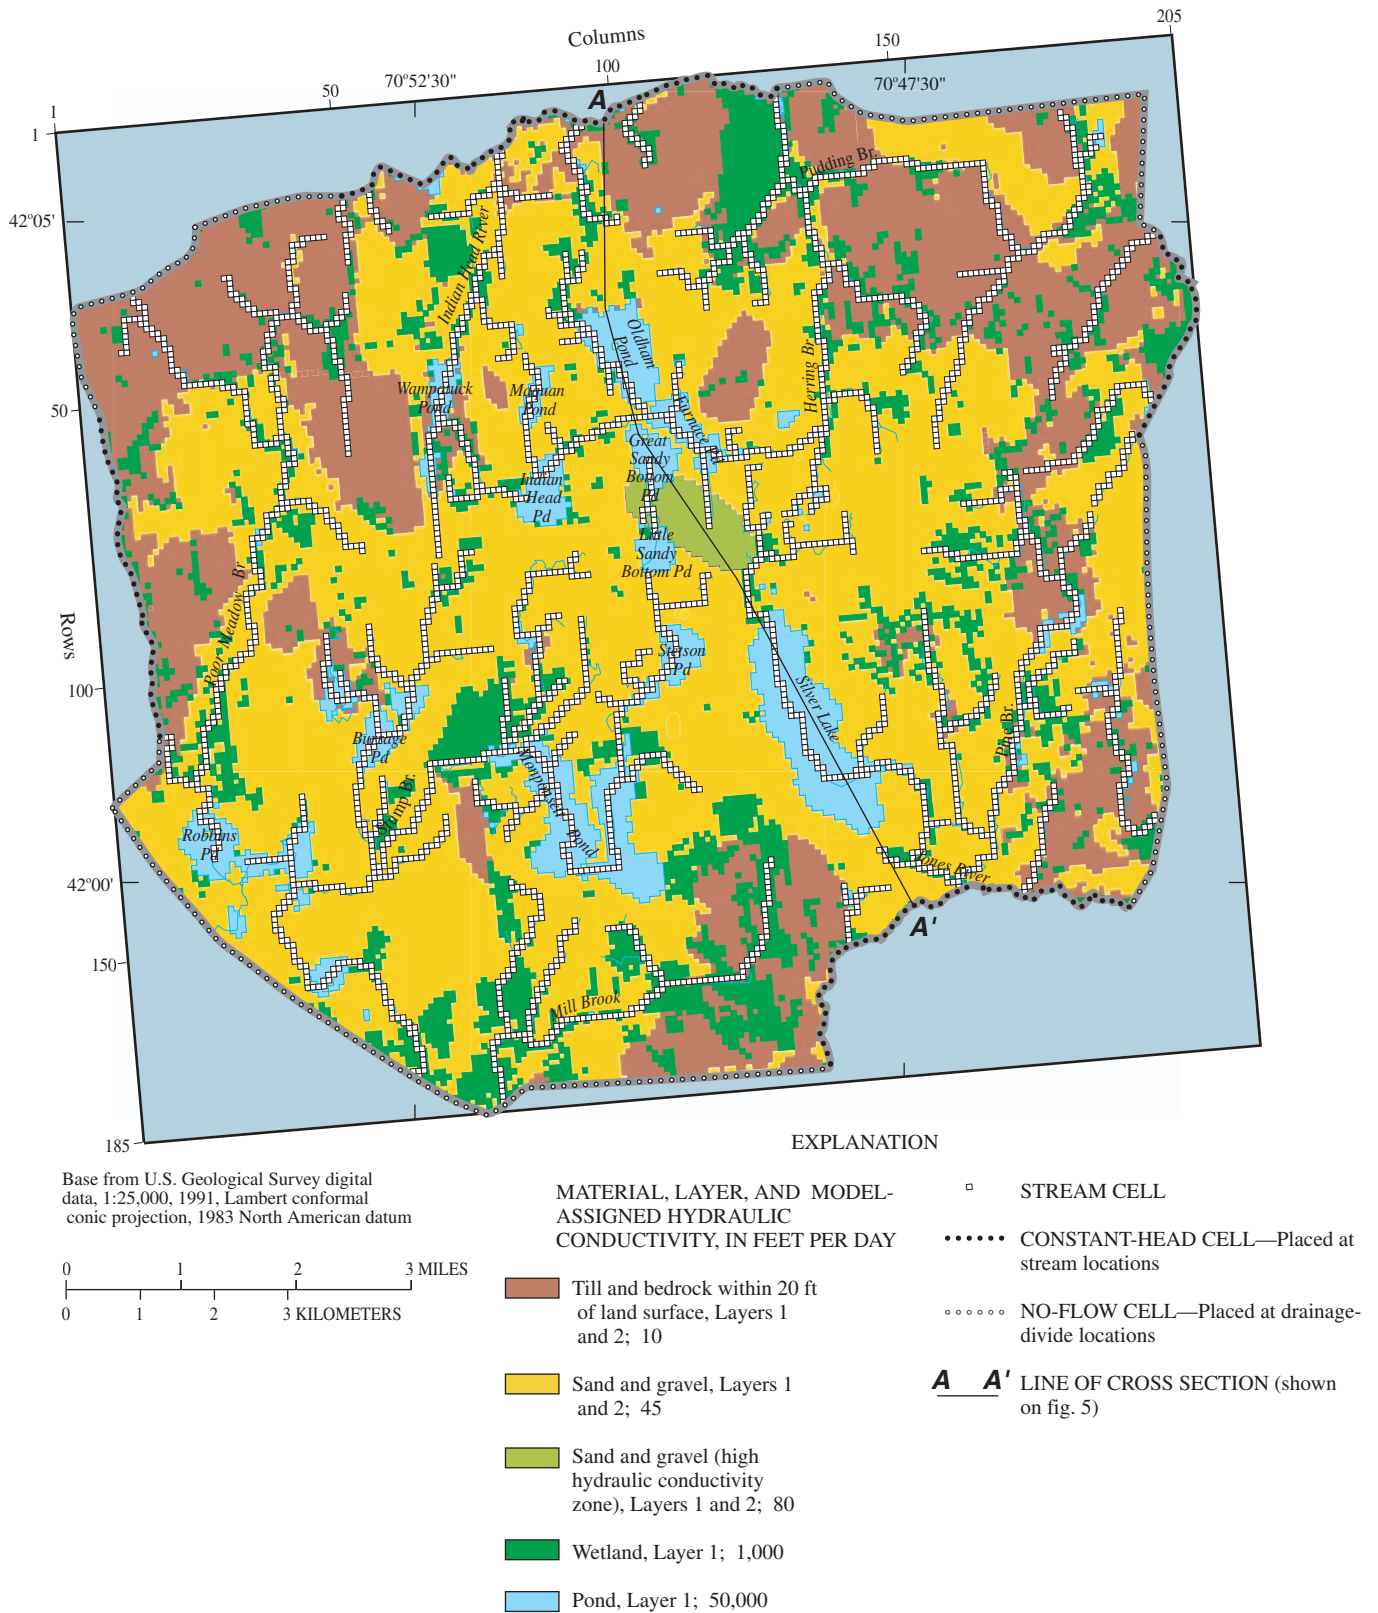 Columns
205
150
100
50
1
70°52'30"
70°47'30"
A
1
42°05'
50
Rows
100
42°00'
150
185
Pudding Br.
Indian Head River
Oldham
Pond
Herring Br.
Wampatuck
Pond
Maquan
Pond
Furnace Pd
Great
Sandy
Bottom
Pd
Indian
Head
Pd
Little
Sandy
Bottom Pd
Poor Meadow Br
Stetson
Pd
Silver Lake
Pine Br.
Burrage
Pd
Stump Br.
Monponsett
Pond
Robbins
Pd
Jones River
A'
Mill Brook
Base from U.S. Geological Survey digital
data, 1:25,000, 1991, Lambert conformal
conic projection, 1983 North American datum
0 1 2 3 MILES
0 1 2 3 KILOMETERS
EXPLANATION
MATERIAL, LAYER, AND MODEL-
ASSIGNED HYDRAULIC
CONDUCTIVITY, IN FEET PER DAY
Till and bedrock within 20 ft
of land surface, Layers 1
and 2; 10
Sand and gravel, Layers 1
and 2; 45
Sand and gravel (high
hydraulic conductivity
zone), Layers 1 and 2; 80
Wetland, Layer 1; 1,000
Pond, Layer 1; 50,000
STREAM CELL
CONSTANT-HEAD CELL—Placed at
stream locations
NO-FLOW CELL—Placed at drainage-
divide locations
A A' LINE OF CROSS SECTION (shown
on fig. 5)